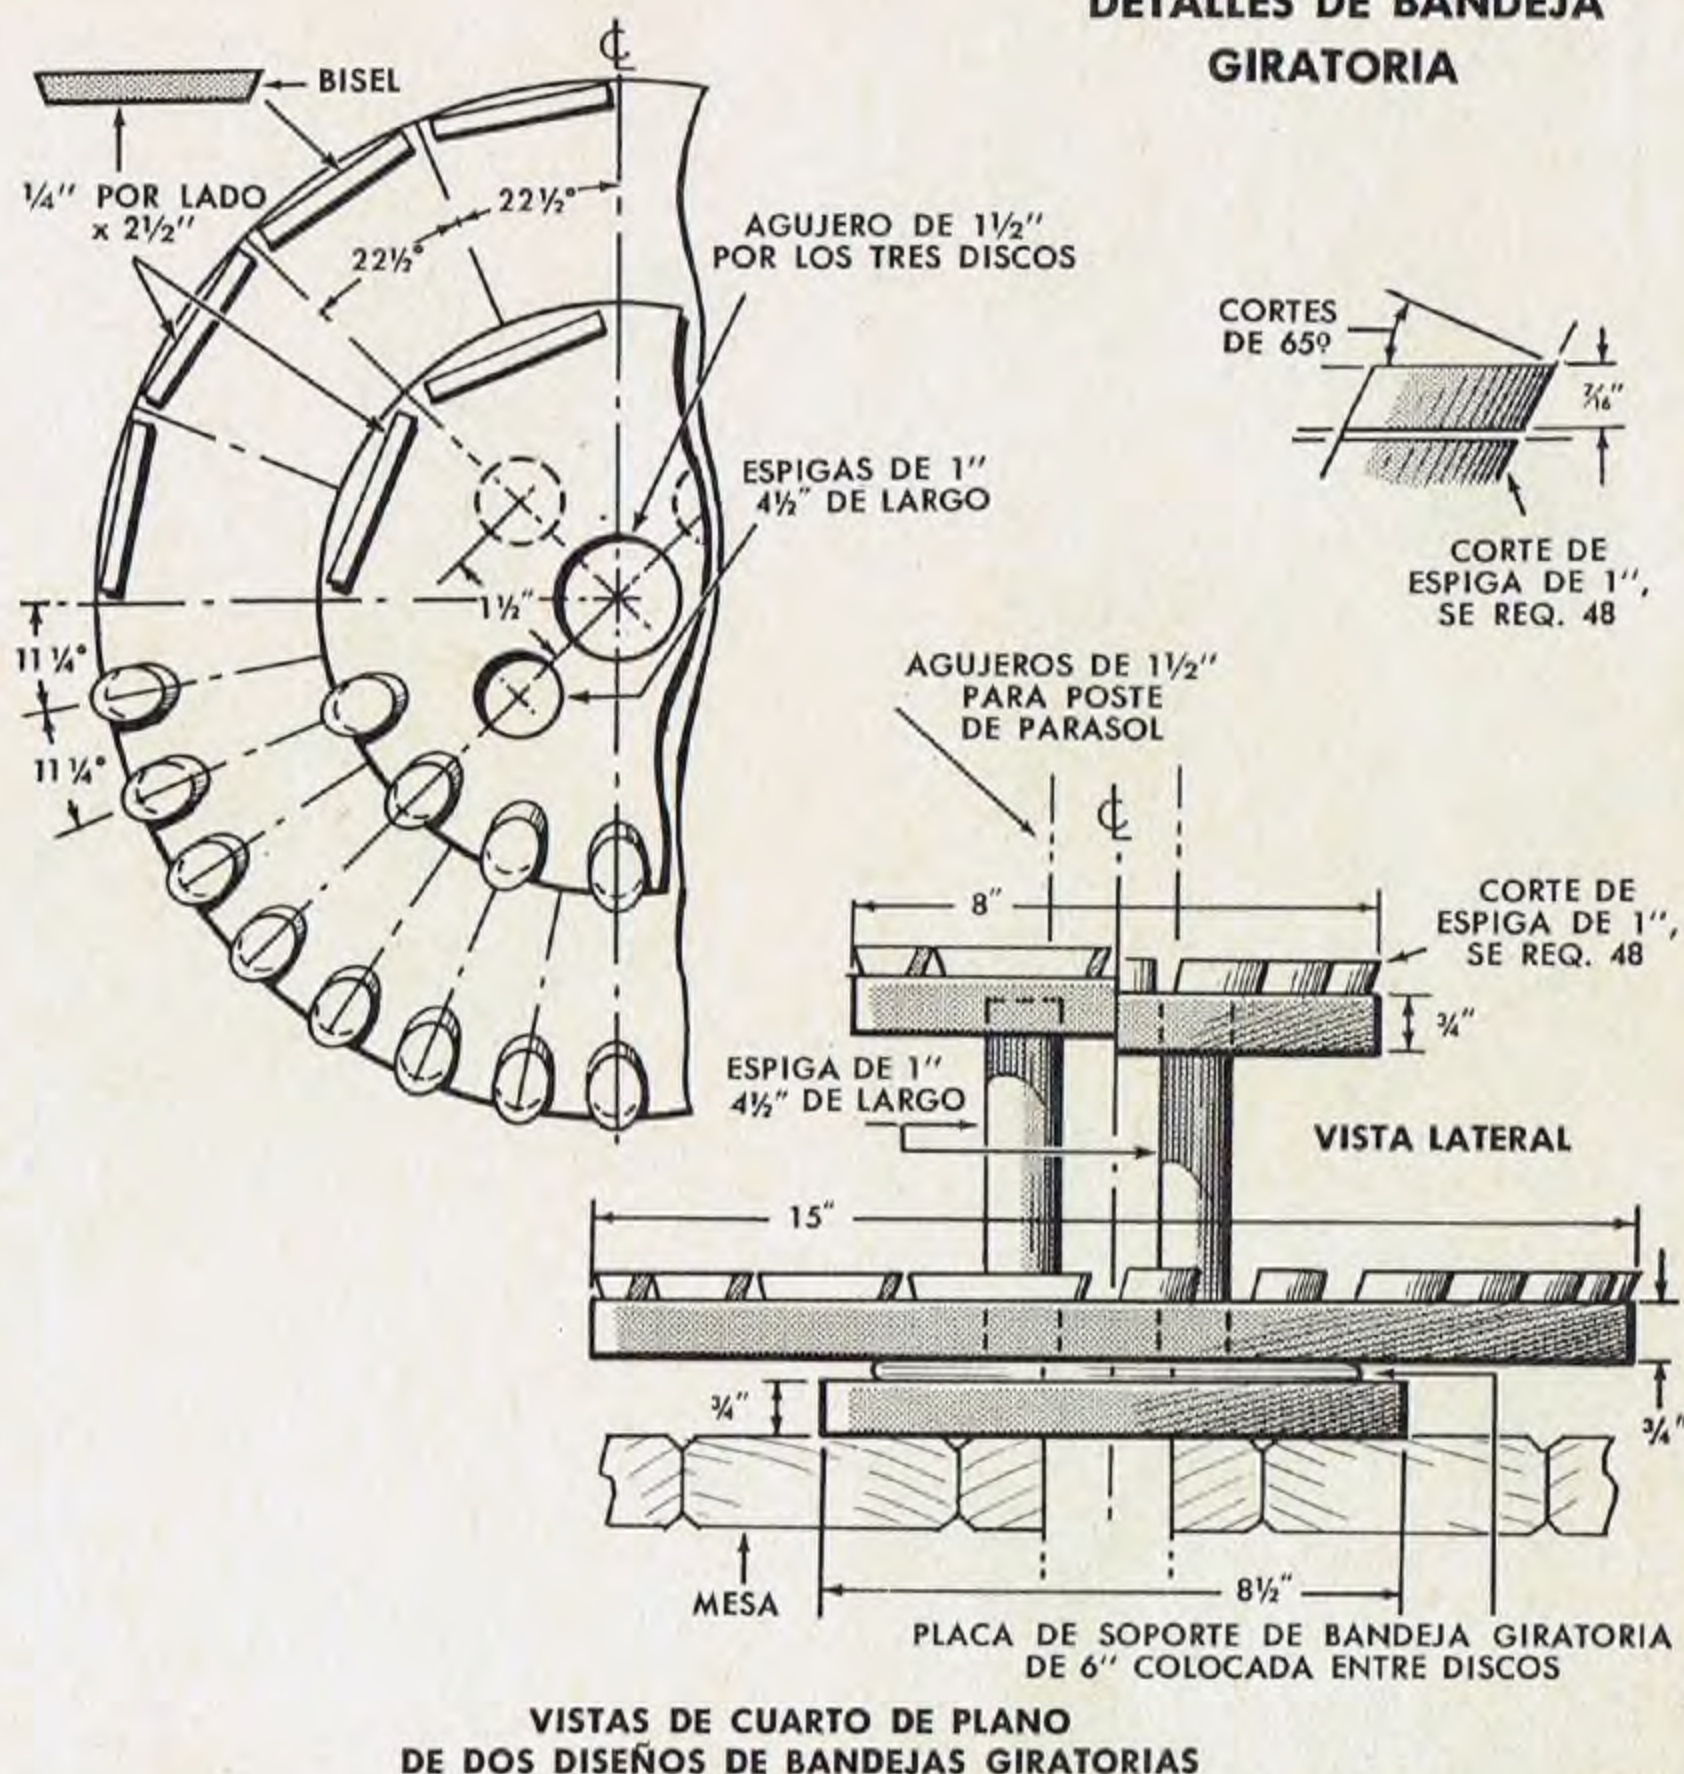 DETALLES DE BANDEJA
GIRATORIA
℄
BISEL
1/4" POR LADO
x 2½"
22½°
22½°
AGUJERO DE 1½"
POR LOS TRES DISCOS
CORTES
DE 65º
7/16"
ESPIGAS DE 1"
4½" DE LARGO
1½"
CORTE DE
ESPIGA DE 1",
SE REQ. 48
11 ¼°
11 ¼°
AGUJEROS DE 1½"
PARA POSTE
DE PARASOL
℄
8"
CORTE DE
ESPIGA DE 1",
SE REQ. 48
¾"
ESPIGA DE 1"
4½" DE LARGO
VISTA LATERAL
15"
¾"
¾"
MESA
8½"
PLACA DE SOPORTE DE BANDEJA GIRATORIA
DE 6" COLOCADA ENTRE DISCOS
VISTAS DE CUARTO DE PLANO
DE DOS DISEÑOS DE BANDEJAS GIRATORIAS